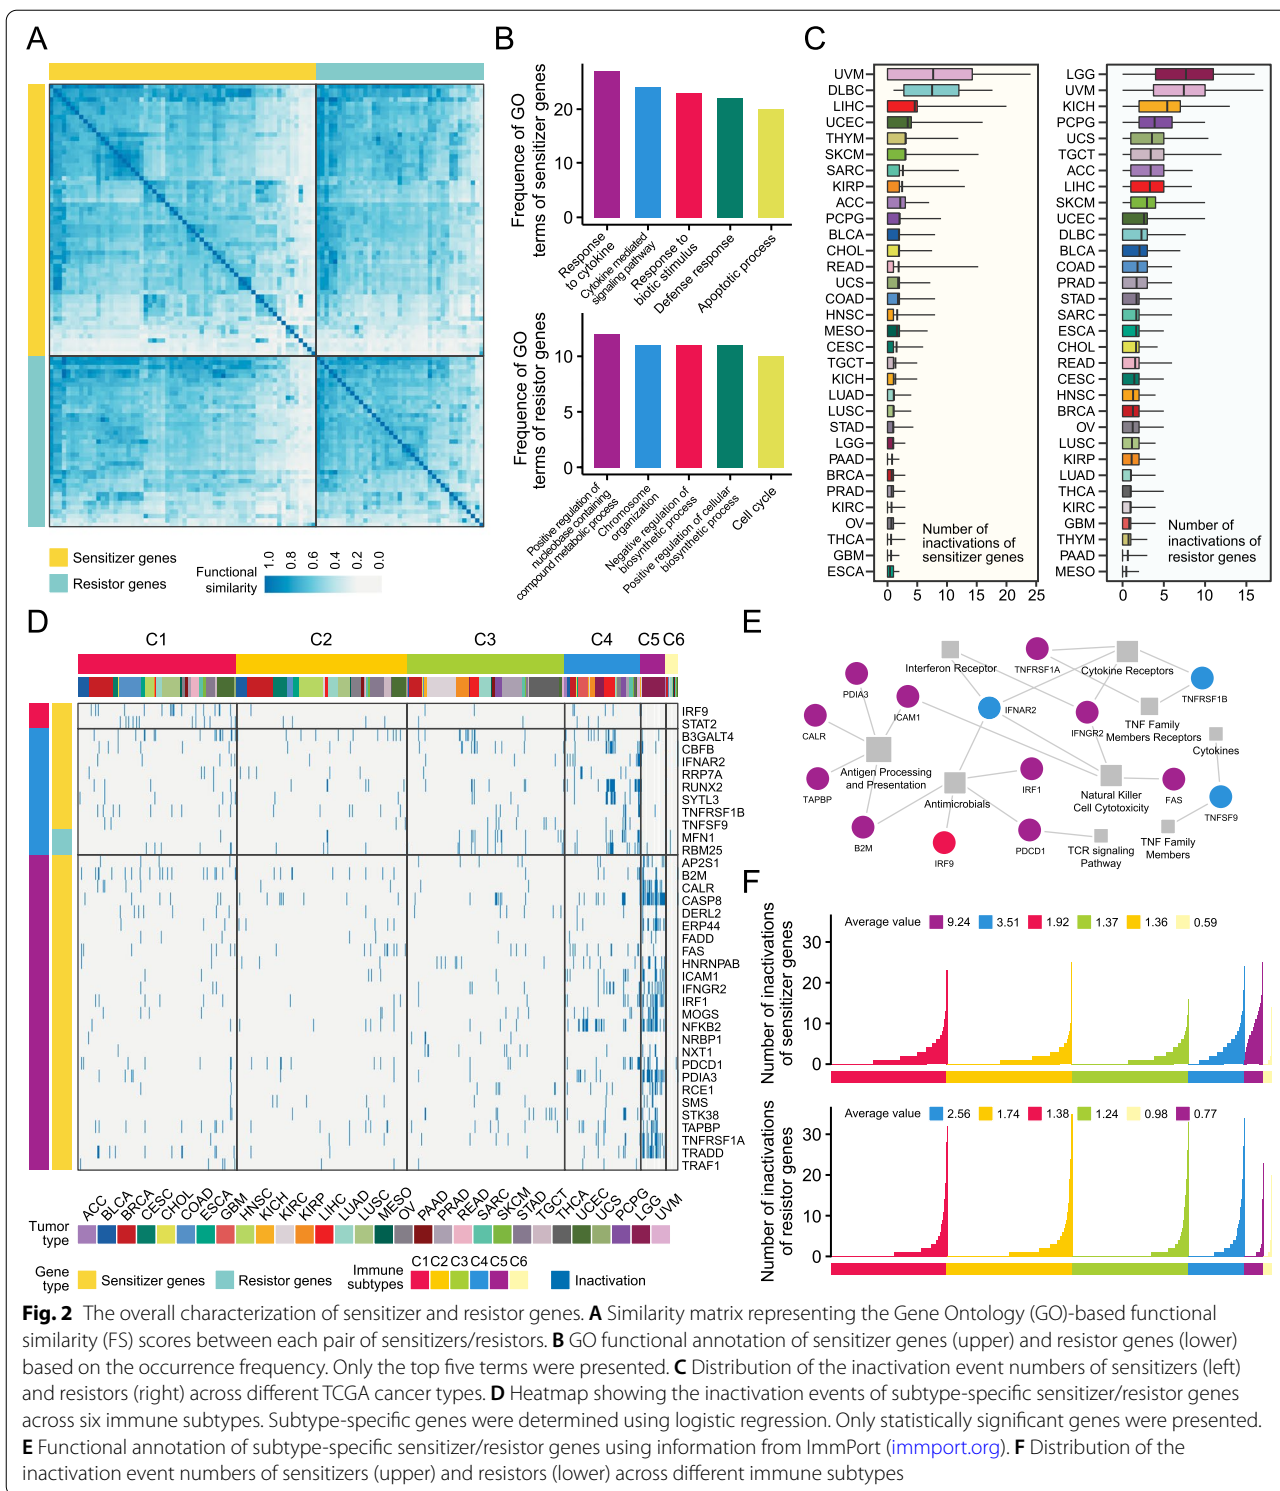 A
Sensitizer genes
Resistor genes
Functional
similarity
1.0
0.8
0.6
0.4
0.2
0.0
B
Frequence of GO
terms of sensitizer genes
20
10
0
Response
to cytokine
Cytokine mediated
signaling pathway
Response to
biotic stimulus
Defense response
Apoptotic process
Frequence of GO
terms of resistor genes
10
5
0
Positive regulation of
nucleobase containing
compound metabolic process
Chromosome
organization
Negative regulation of
biosynthetic process
Positive regulation of cellular
biosynthetic process
Cell cycle
C
UVM
DLBC
LIHC
UCEC
THYM
SKCM
SARC
KIRP
ACC
PCPG
BLCA
CHOL
READ
UCS
COAD
HNSC
MESO
CESC
TGCT
KICH
LUAD
LUSC
STAD
LGG
PAAD
BRCA
PRAD
KIRC
OV
THCA
GBM
ESCA
Number of
inactivations of
sensitizer genes
0 5 10 15 20 25
LGG
UVM
KICH
PCPG
UCS
TGCT
ACC
LIHC
SKCM
UCEC
DLBC
BLCA
COAD
PRAD
STAD
SARC
ESCA
CHOL
READ
CESC
HNSC
BRCA
OV
LUSC
KIRP
LUAD
THCA
KIRC
GBM
THYM
PAAD
MESO
Number of
inactivations of
resistor genes
0 5 10 15
D
C1 C2 C3 C4 C5 C6
IRF9
STAT2
B3GALT4
CBFB
IFNAR2
RRP7A
RUNX2
SYTL3
TNFRSF1B
TNFSF9
MFN1
RBM25
AP2S1
B2M
CALR
CASP8
DERL2
ERP44
FADD
FAS
HNRNPAB
ICAM1
IFNGR2
IRF1
MOGS
NFKB2
NRBP1
NXT1
PDCD1
PDIA3
RCE1
SMS
STK38
TAPBP
TNFRSF1A
TRADD
TRAF1
Tumor
type
ACC BLCA BRCA CESC CHOL COAD ESCA GBM HNSC KICH KIRC KIRP LIHC LUAD LUSC MESO OV PAAD PRAD READ SARC SKCM STAD TGCT THCA UCEC UCS PCPG LGG UVM
Gene
type
Sensitizer genes
Resistor genes
Immune
subtypes
C1 C2 C3 C4 C5 C6
Inactivation
E
Interferon Receptor
TNFRSF1A
Cytokine Receptors
PDIA3
TNFRSF1B
ICAM1
IFNAR2
TNF Family
Members Receptors
IFNGR2
CALR
Cytokines
Antigen Processing
and Presentation
TAPBP
IRF1
Antimicrobials
Natural Killer
Cell Cytotoxicity
FAS
TNFSF9
B2M
IRF9
PDCD1
TCR signaling
Pathway
TNF Family
Members
F
Average value 9.24 3.51 1.92 1.37 1.36 0.59
Number of inactivations
of sensitizer genes
30
20
10
0
Average value 2.56 1.74 1.38 1.24 0.98 0.77
Number of inactivations
of resistor genes
30
20
10
0
Fig. 2 The overall characterization of sensitizer and resistor genes. A Similarity matrix representing the Gene Ontology (GO)-based functional
similarity (FS) scores between each pair of sensitizers/resistors. B GO functional annotation of sensitizer genes (upper) and resistor genes (lower)
based on the occurrence frequency. Only the top five terms were presented. C Distribution of the inactivation event numbers of sensitizers (left)
and resistors (right) across different TCGA cancer types. D Heatmap showing the inactivation events of subtype-specific sensitizer/resistor genes
across six immune subtypes. Subtype-specific genes were determined using logistic regression. Only statistically significant genes were presented.
E Functional annotation of subtype-specific sensitizer/resistor genes using information from ImmPort (immport.org). F Distribution of the
inactivation event numbers of sensitizers (upper) and resistors (lower) across different immune subtypes